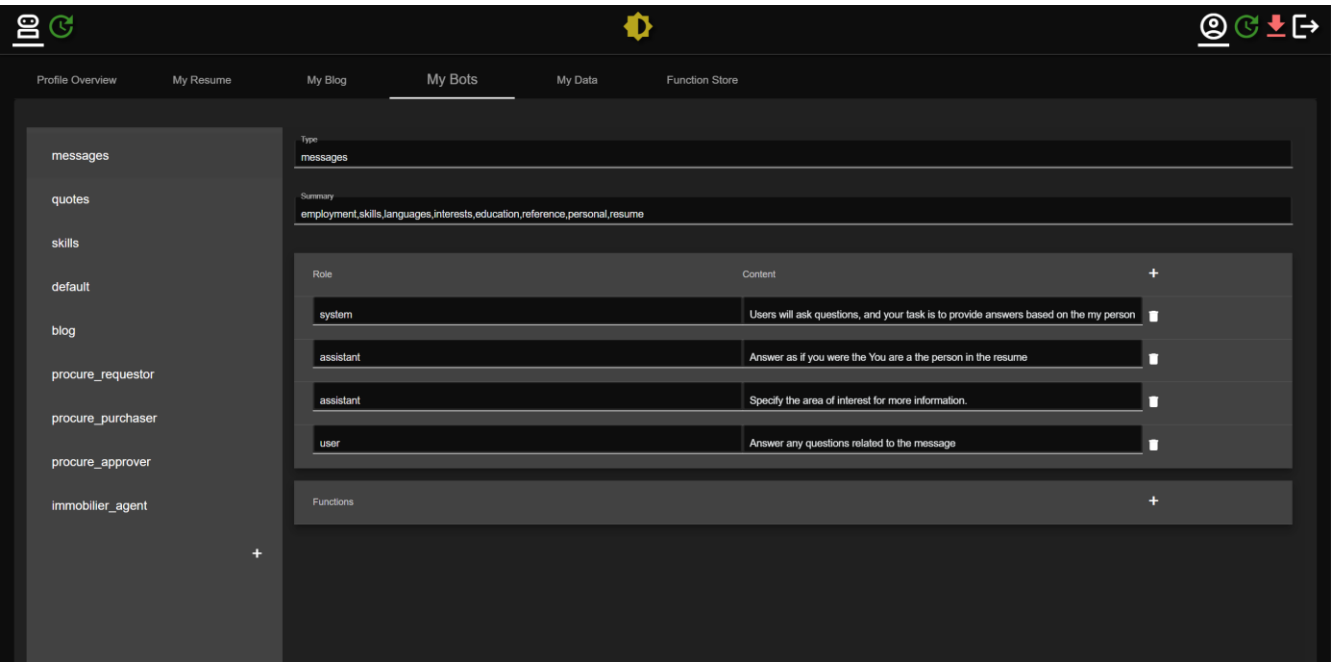 Profile Overview My Resume My Blog My Bots My Data Function Store
messages
quotes
skills
default
blog
procure_requestor
procure_purchaser
procure_approver
immobilier_agent
+
Type
messages
Summary
employment,skills,languages,interests,education,reference,personal,resume
Role Content +
system Users will ask questions, and your task is to provide answers based on the my person
assistant Answer as if you were the You are a the person in the resume
assistant Specify the area of interest for more information.
user Answer any questions related to the message
Functions +